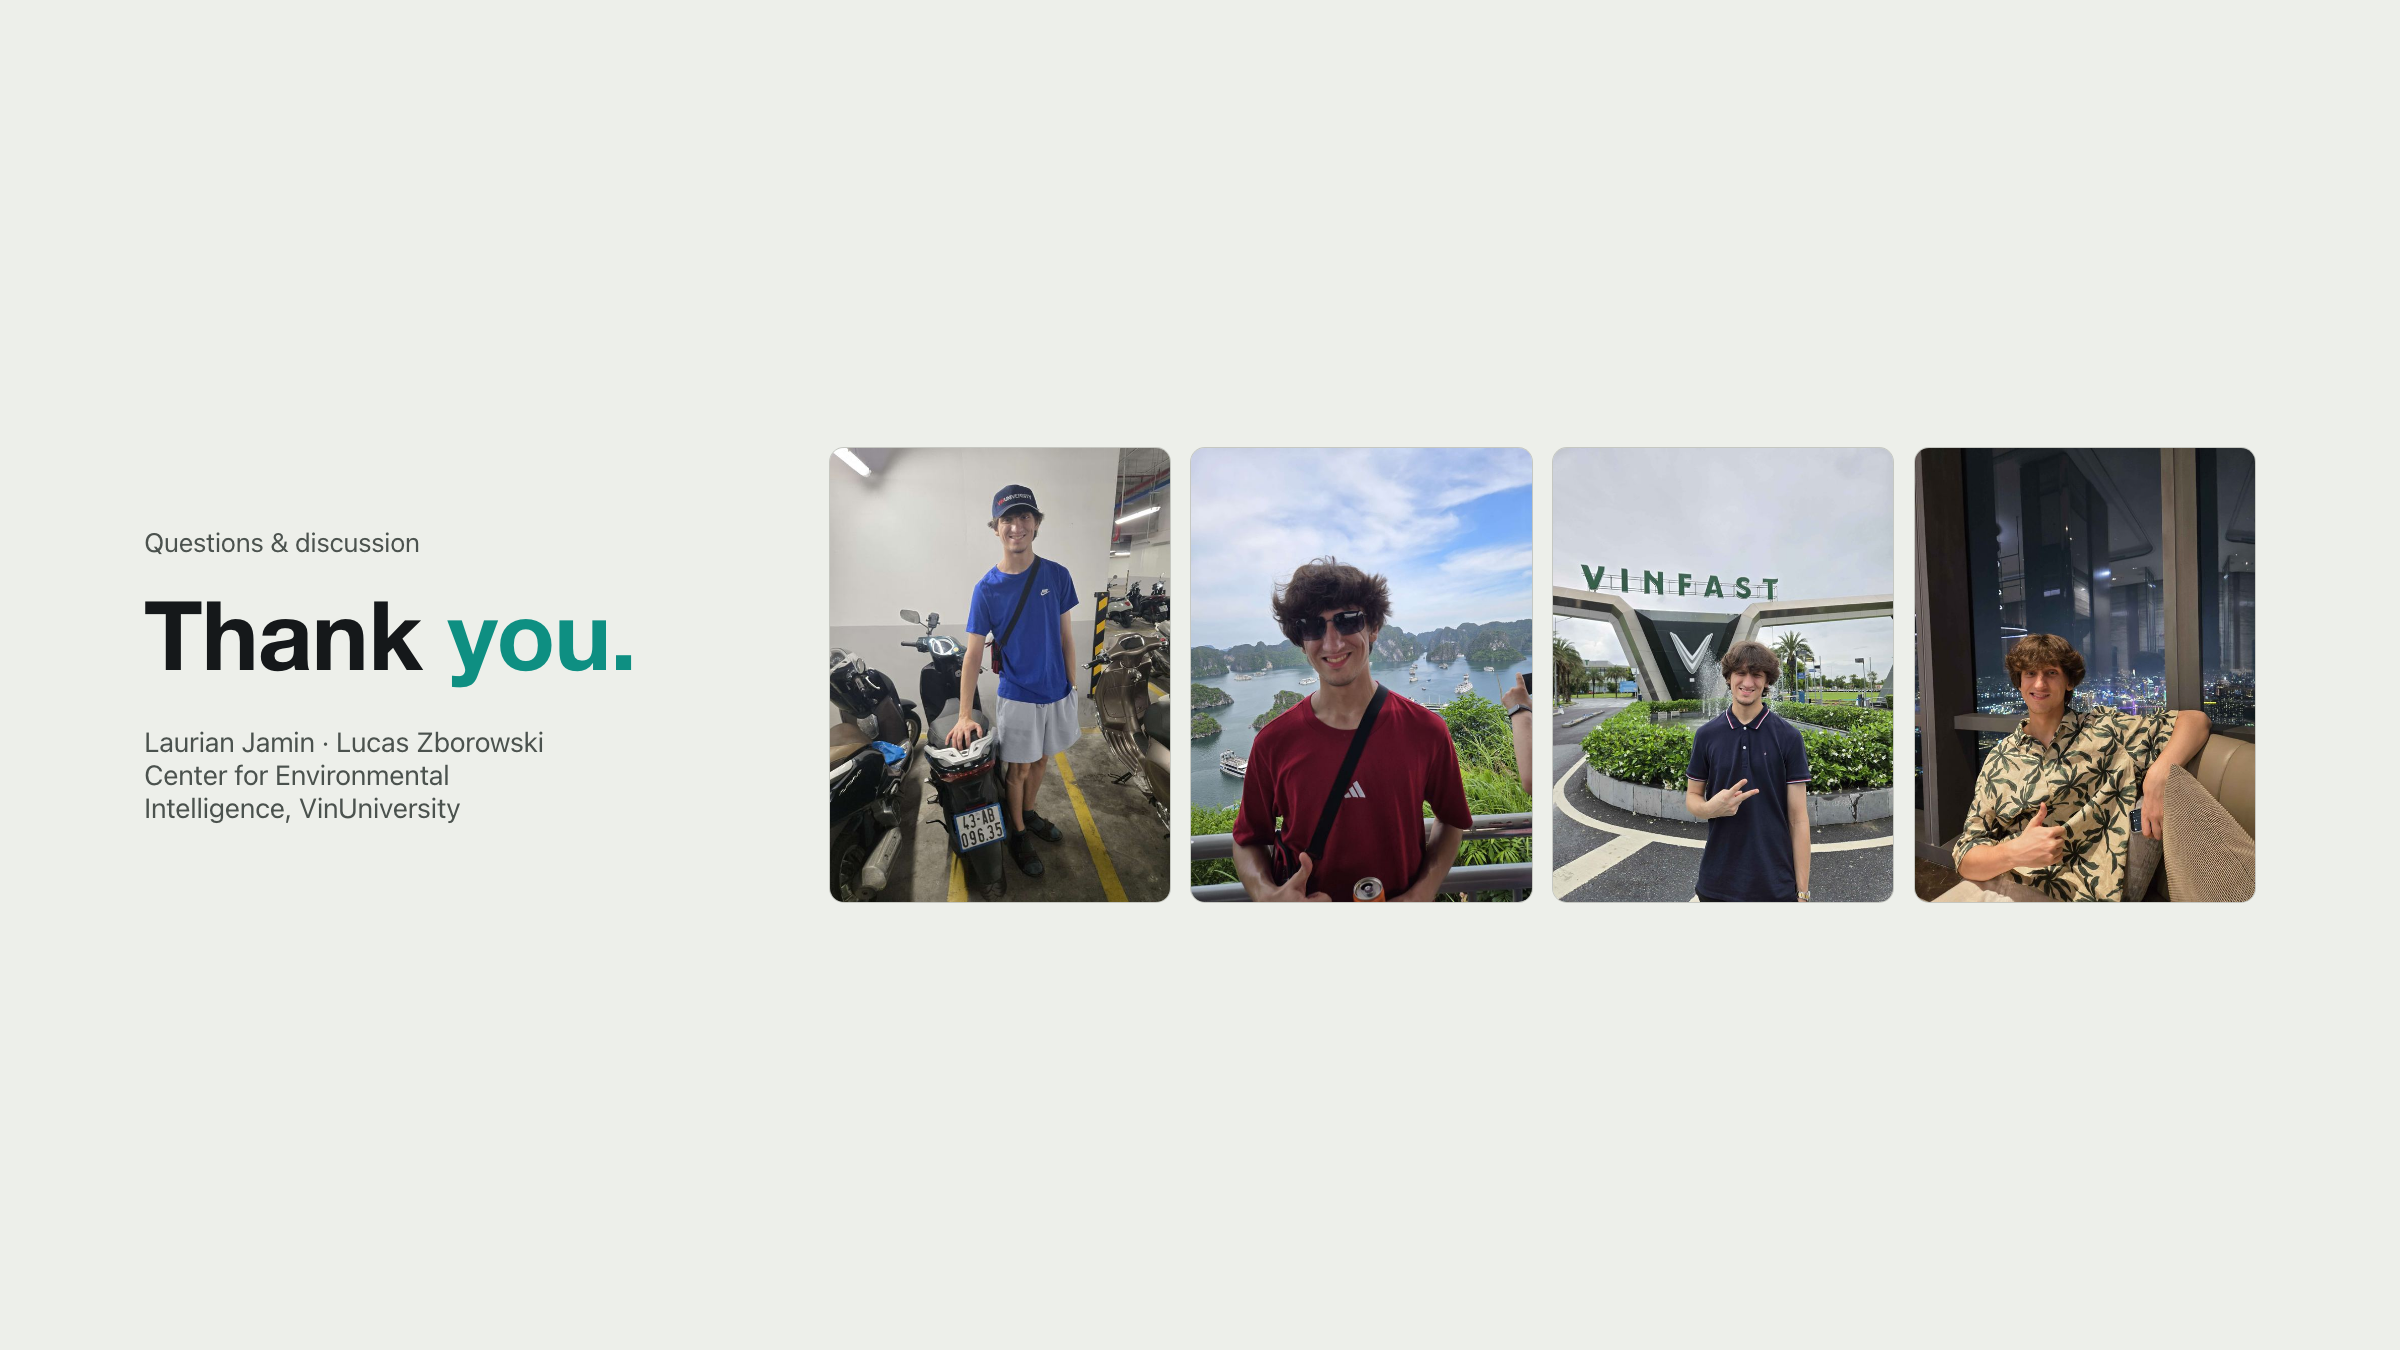 Questions & discussion
Thank you.
Laurian Jamin · Lucas Zborowski
Center for Environmental
Intelligence, VinUniversity
VINFAST
43-AB
096.35